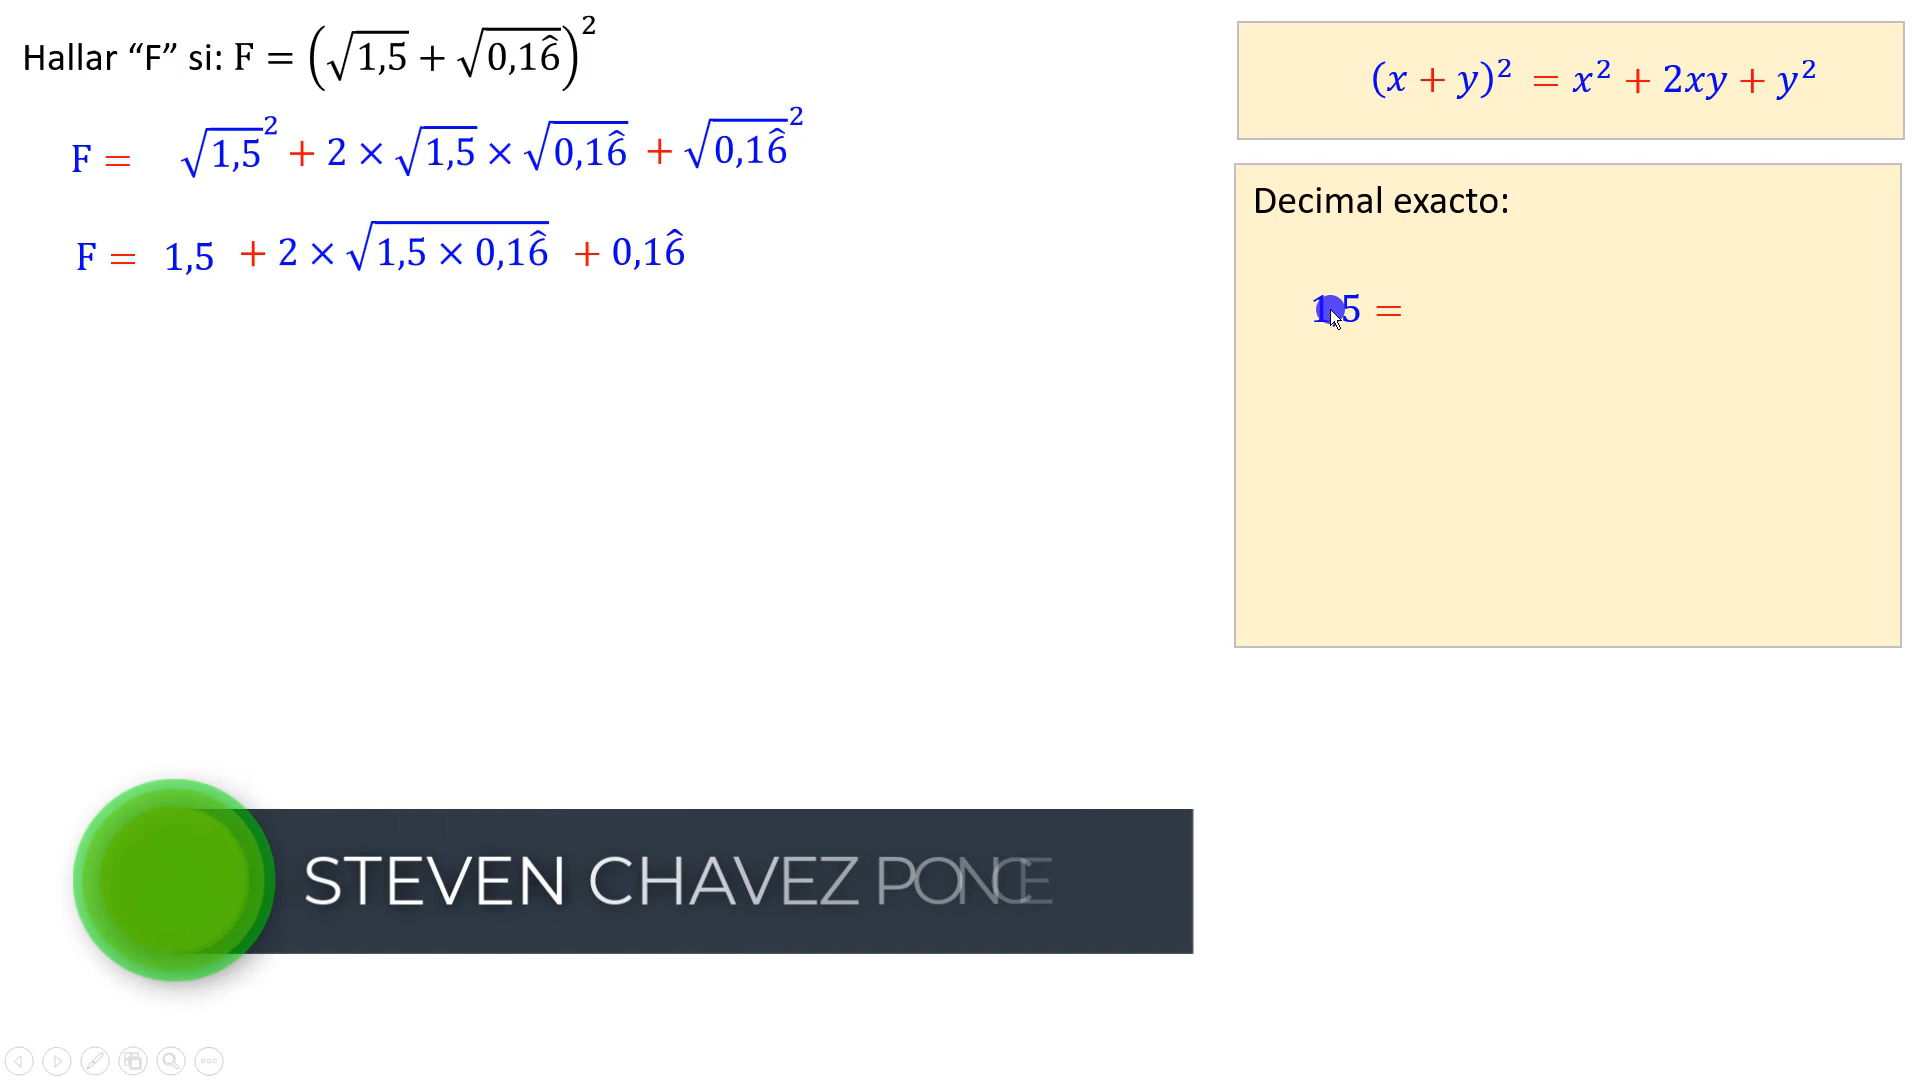 Hallar “F” si: F = (√1,5 + √0,16̂)²
F = √1,5² + 2 × √1,5 × √0,16̂ + √0,16̂²
F = 1,5 + 2 × √1,5 × 0,16̂ + 0,16̂
(x + y)² = x² + 2xy + y²
Decimal exacto:
1,5 =
STEVEN CHAVEZ PONCE